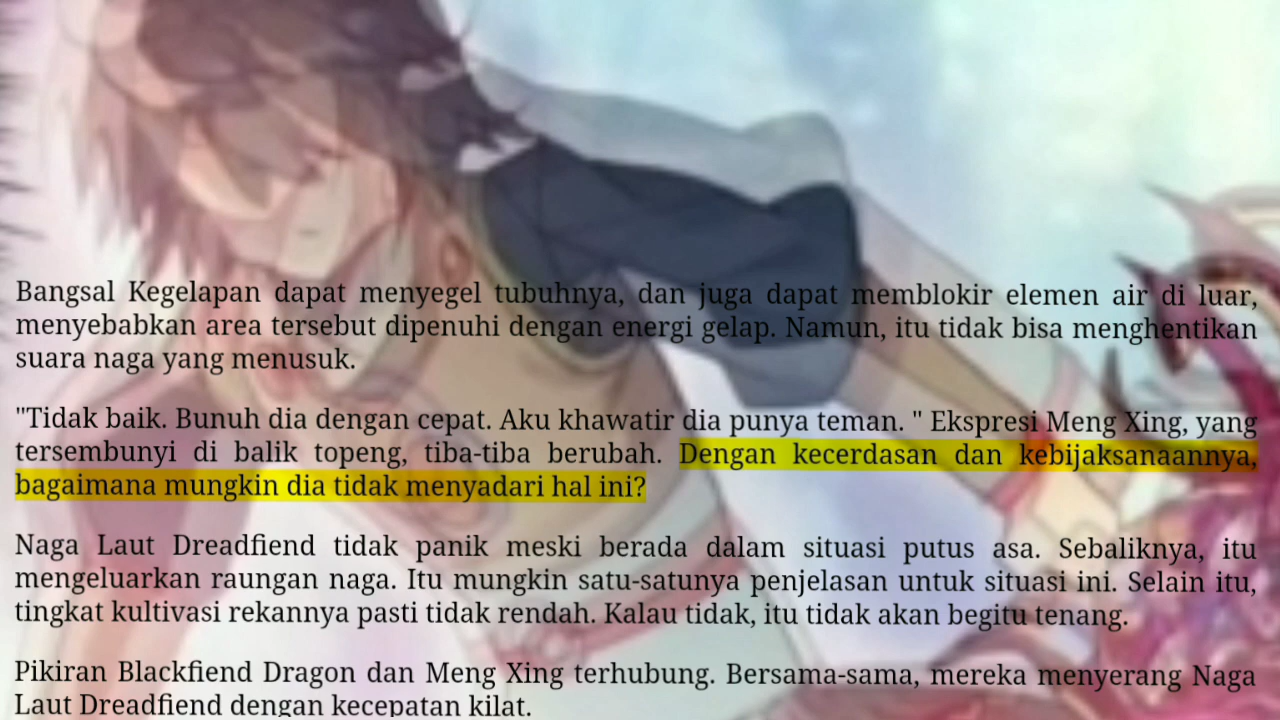 Bangsal Kegelapan dapat menyegel tubuhnya, dan juga dapat memblokir elemen air di luar,
menyebabkan area tersebut dipenuhi dengan energi gelap. Namun, itu tidak bisa menghentikan
suara naga yang menusuk.
"Tidak baik. Bunuh dia dengan cepat. Aku khawatir dia punya teman. " Ekspresi Meng Xing, yang
tersembunyi di balik topeng, tiba-tiba berubah. Dengan kecerdasan dan kebijaksanaannya,
bagaimana mungkin dia tidak menyadari hal ini?
Naga Laut Dreadfiend tidak panik meski berada dalam situasi putus asa. Sebaliknya, itu
mengeluarkan raungan naga. Itu mungkin satu-satunya penjelasan untuk situasi ini. Selain itu,
tingkat kultivasi rekannya pasti tidak rendah. Kalau tidak, itu tidak akan begitu tenang.
Pikiran Blackfiend Dragon dan Meng Xing terhubung. Bersama-sama, mereka menyerang Naga
Laut Dreadfiend dengan kecepatan kilat.